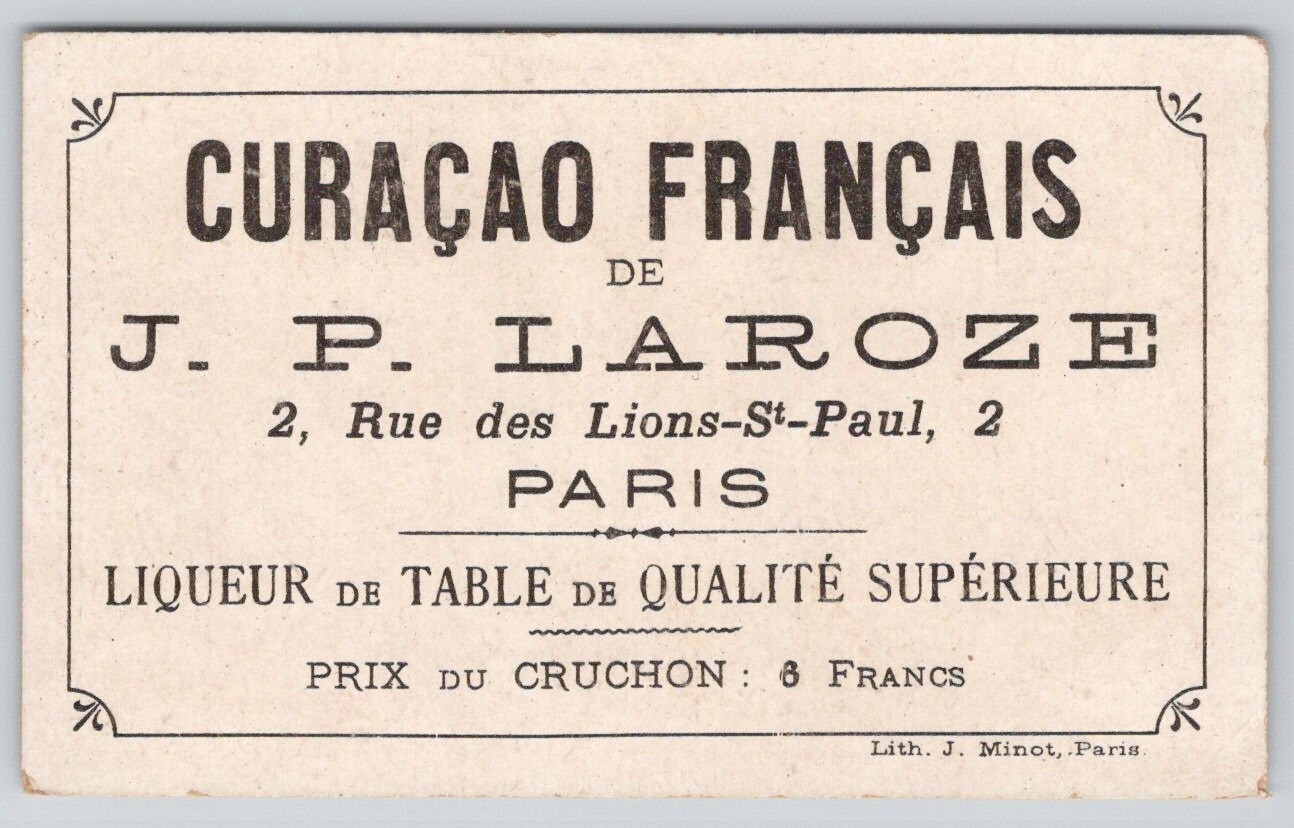 CURAÇAO FRANÇAIS
DE
J. P. LAROZE
2, Rue des Lions-Sᵗ-Paul, 2
PARIS
LIQUEUR DE TABLE DE QUALITÉ SUPÉRIEURE
PRIX DU CRUCHON : 6 FRANCS
Lith. J. Minot, Paris.